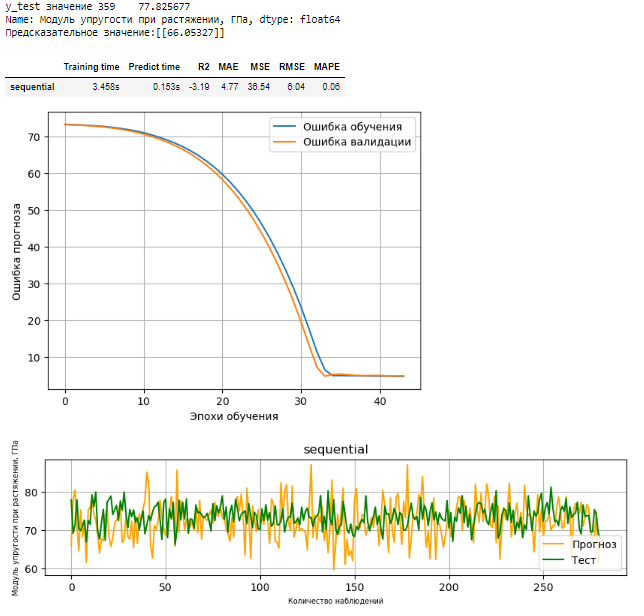 y_test значение 359    77.825677
Name: Модуль упругости при растяжении, ГПа, dtype: float64
Предсказательное значение:[[66.05327]]
Training time Predict time R2 MAE MSE RMSE MAPE
sequential 3.458s 0.153s -3.19 4.77 36.54 6.04 0.06
Ошибка обучения
Ошибка валидации
Ошибка прогноза
70
60
50
40
30
20
10
0 10 20 30 40
Эпохи обучения
sequential
Модуль упругости при растяжении, ГПа
80
70
60
Прогноз
Тест
0 50 100 150 200 250
Количество наблюдений